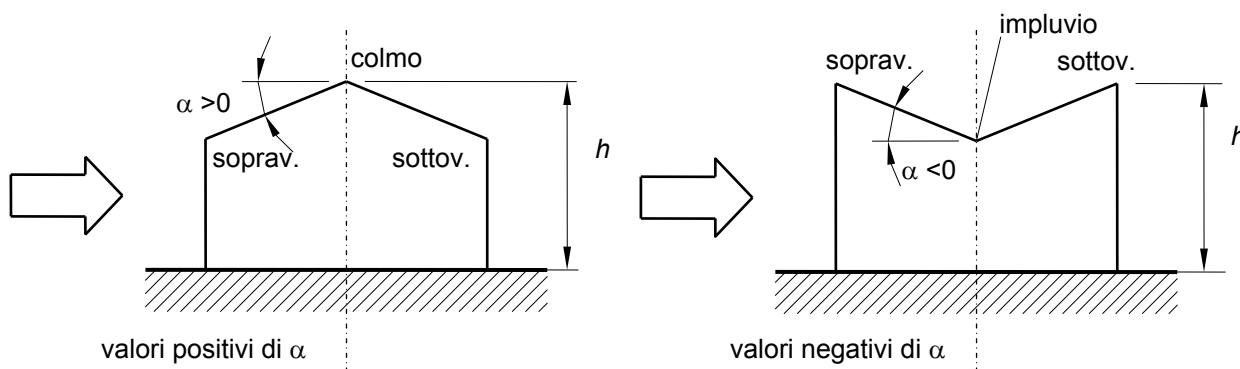 colmo
α >0
soprav.
sottov.
h
valori positivi di α
impluvio
soprav.
sottov.
α <0
h
valori negativi di α